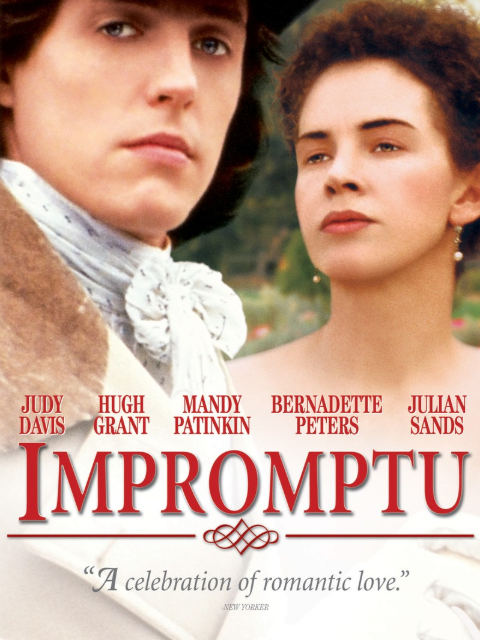 JUDY DAVIS HUGH GRANT MANDY PATINKIN BERNADETTE PETERS JULIAN SANDS
IMPROMPTU
“A celebration of romantic love.”
-NEW YORKER